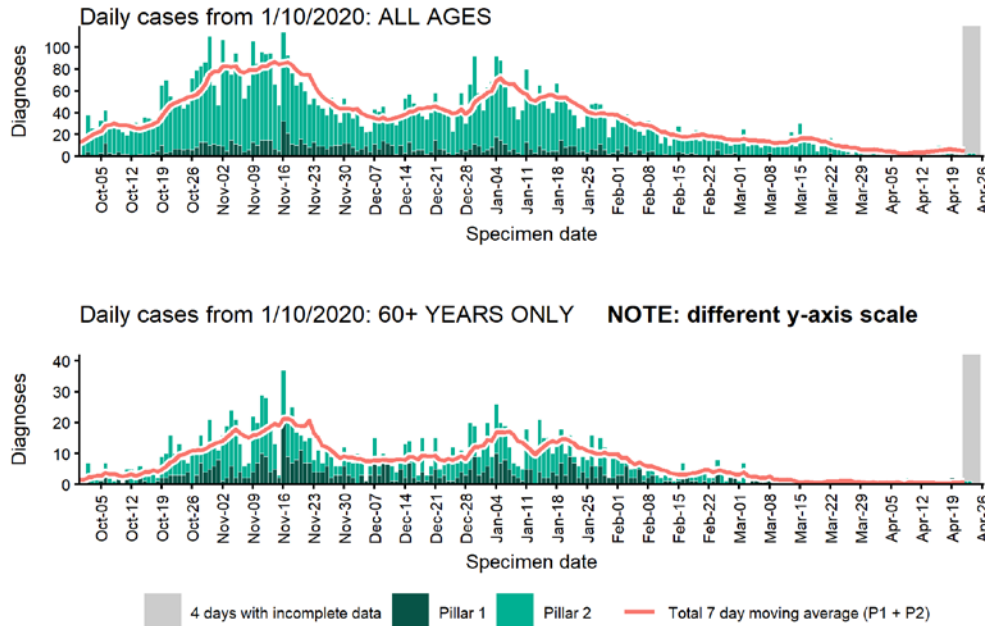 Daily cases from 1/10/2020: ALL AGES
100
80
60
40
20
0
Diagnoses
Oct-05 Oct-12 Oct-19 Oct-26 Nov-02 Nov-09 Nov-16 Nov-23 Nov-30 Dec-07 Dec-14 Dec-21 Dec-28 Jan-04 Jan-11 Jan-18 Jan-25 Feb-01 Feb-08 Feb-15 Feb-22 Mar-01 Mar-08 Mar-15 Mar-22 Mar-29 Apr-05 Apr-12 Apr-19 Apr-26
Specimen date
Daily cases from 1/10/2020: 60+ YEARS ONLY NOTE: different y-axis scale
40
30
20
10
0
Diagnoses
Oct-05 Oct-12 Oct-19 Oct-26 Nov-02 Nov-09 Nov-16 Nov-23 Nov-30 Dec-07 Dec-14 Dec-21 Dec-28 Jan-04 Jan-11 Jan-18 Jan-25 Feb-01 Feb-08 Feb-15 Feb-22 Mar-01 Mar-08 Mar-15 Mar-22 Mar-29 Apr-05 Apr-12 Apr-19 Apr-26
Specimen date
4 days with incomplete data Pillar 1 Pillar 2 Total 7 day moving average (P1 + P2)